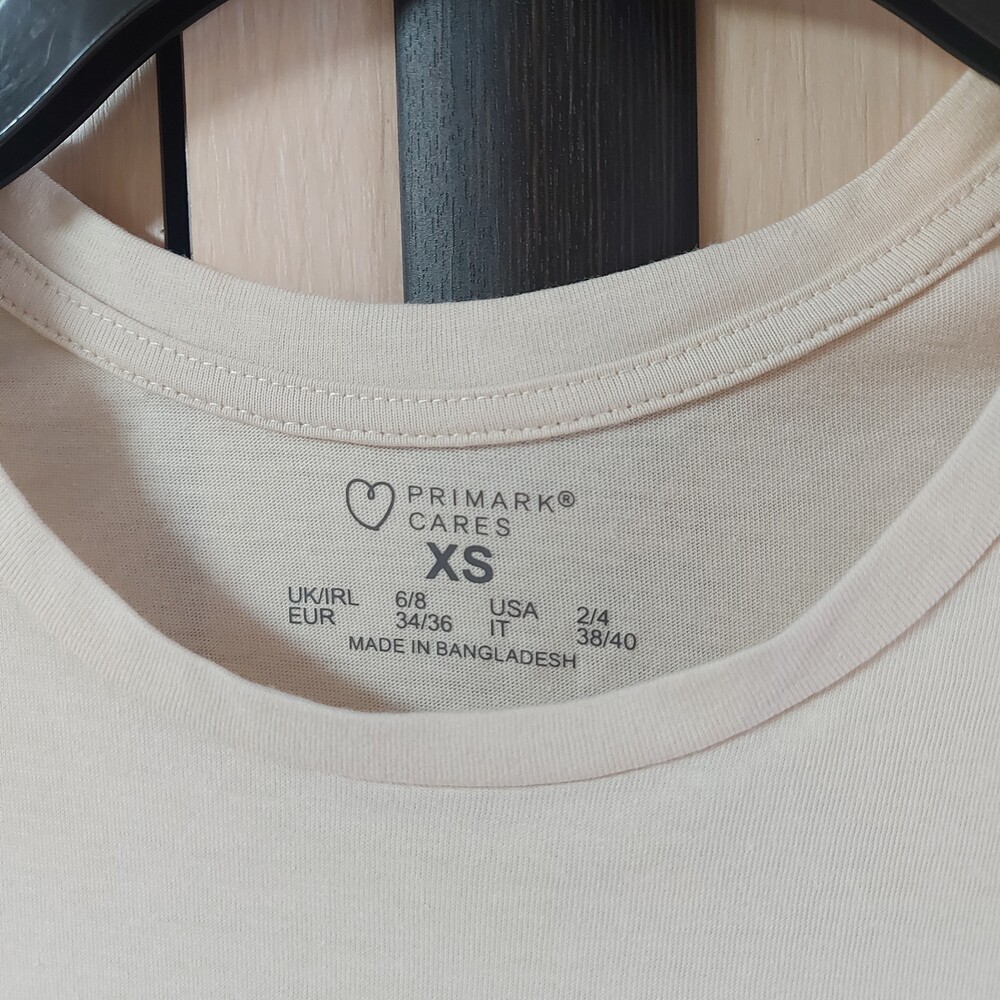 PRIMARK®
CARES
XS
UK/IRL 6/8 USA 2/4
EUR 34/36 IT 38/40
MADE IN BANGLADESH